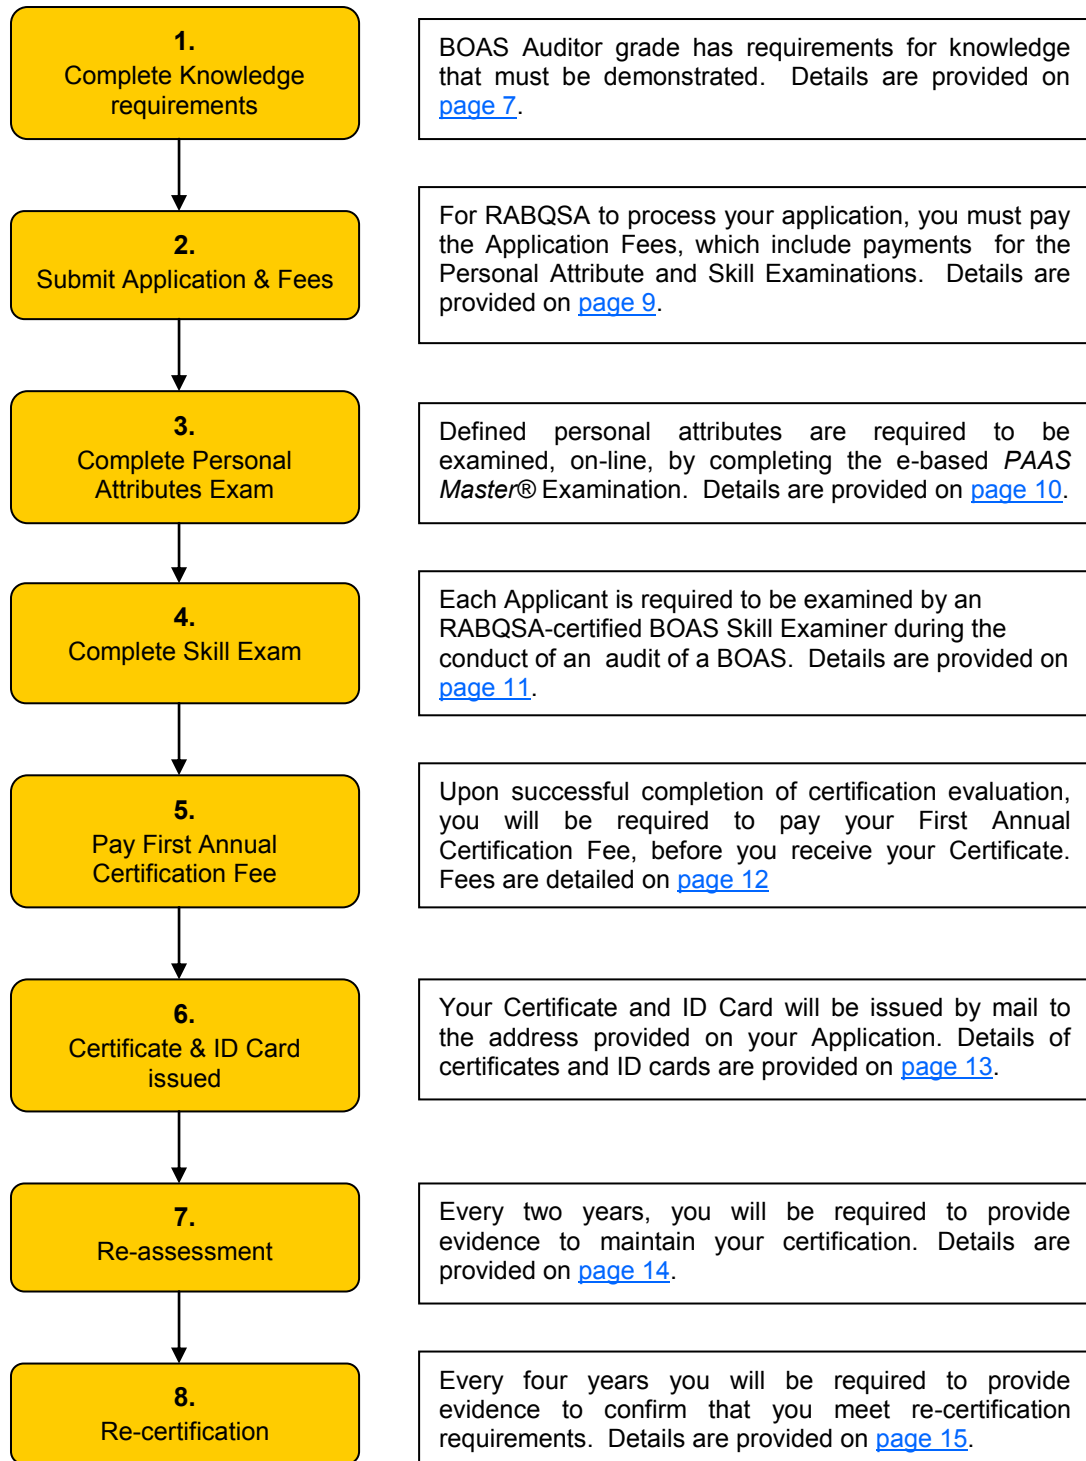 1.
Complete Knowledge
requirements
BOAS Auditor grade has requirements for knowledge
that must be demonstrated. Details are provided on
page 7.
2.
Submit Application & Fees
For RABQSA to process your application, you must pay
the Application Fees, which include payments for the
Personal Attribute and Skill Examinations. Details are
provided on page 9.
3.
Complete Personal
Attributes Exam
Defined personal attributes are required to be
examined, on-line, by completing the e-based PAAS
Master® Examination. Details are provided on page 10.
4.
Complete Skill Exam
Each Applicant is required to be examined by an
RABQSA-certified BOAS Skill Examiner during the
conduct of an audit of a BOAS. Details are provided on
page 11.
5.
Pay First Annual
Certification Fee
Upon successful completion of certification evaluation,
you will be required to pay your First Annual
Certification Fee, before you receive your Certificate.
Fees are detailed on page 12
6.
Certificate & ID Card
issued
Your Certificate and ID Card will be issued by mail to
the address provided on your Application. Details of
certificates and ID cards are provided on page 13.
7.
Re-assessment
Every two years, you will be required to provide
evidence to maintain your certification. Details are
provided on page 14.
8.
Re-certification
Every four years you will be required to provide
evidence to confirm that you meet re-certification
requirements. Details are provided on page 15.